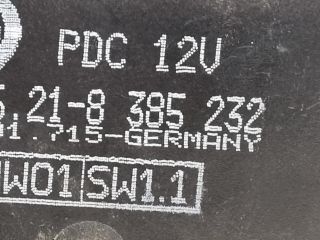 PDC 12V
21-8 385 232
.715-GERMANY
W01 SW1.1